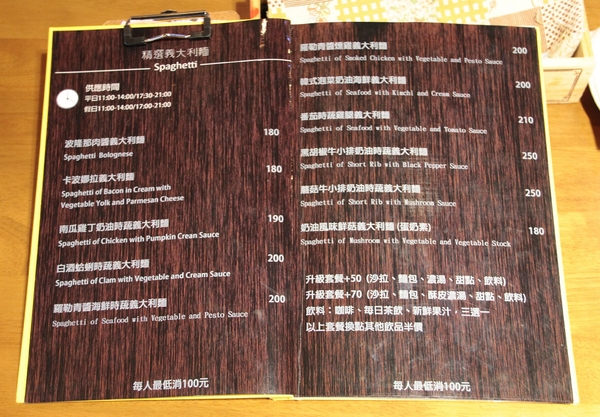 精選義大利麵
Spaghetti
供應時間
平日11:00-14:00/17:30-21:00
假日11:00-14:00/17:00-21:00
波隆那肉醬義大利麵 180
Spaghetti Bolognese
卡波娜拉義大利麵 180
Spaghetti of Bacon in Cream with
Vegetable Yolk and Parmesan Cheese
南瓜雞丁奶油時蔬義大利麵 190
Spaghetti of Chicken with Pumpkin Crean Sauce
白酒蛤蜊時蔬義大利麵 200
Spaghetti of Clam with Vegetable and Cream Sauce
羅勒青醬海鮮時蔬義大利麵 200
Spaghetti of Seafood with Vegetable and Pesto Sauce
每人最低消100元
羅勒青醬燻雞義大利麵 200
Spaghetti of Smoked Chicken with Vegetable and Pesto Sauce
韓式泡菜奶油海鮮義大利麵 200
Spaghetti of Seafood with Kimchi and Cream Sauce
番茄時蔬雞腿義大利麵 210
Spaghetti of Seafood with Vegetable and Tomato Sauce
黑胡椒牛小排奶油時蔬義大利麵 250
Spaghetti of Short Rib with Black Pepper Sauce
蘑菇牛小排奶油時蔬義大利麵 250
Spaghetti of Short Rib with Mushroom Sauce
奶油風味鮮菇義大利麵 (蛋奶素) 180
Spaghetti of Mushroom with Vegetable and Vegetable Stock
升級套餐+50 (沙拉、麵包、濃湯、甜點、飲料)
升級套餐+70 (沙拉、麵包、酥皮濃湯、甜點、飲料)
飲料：咖啡、每日茶飲、新鮮果汁，三選一
以上套餐換點其他飲品半價
每人最低消100元